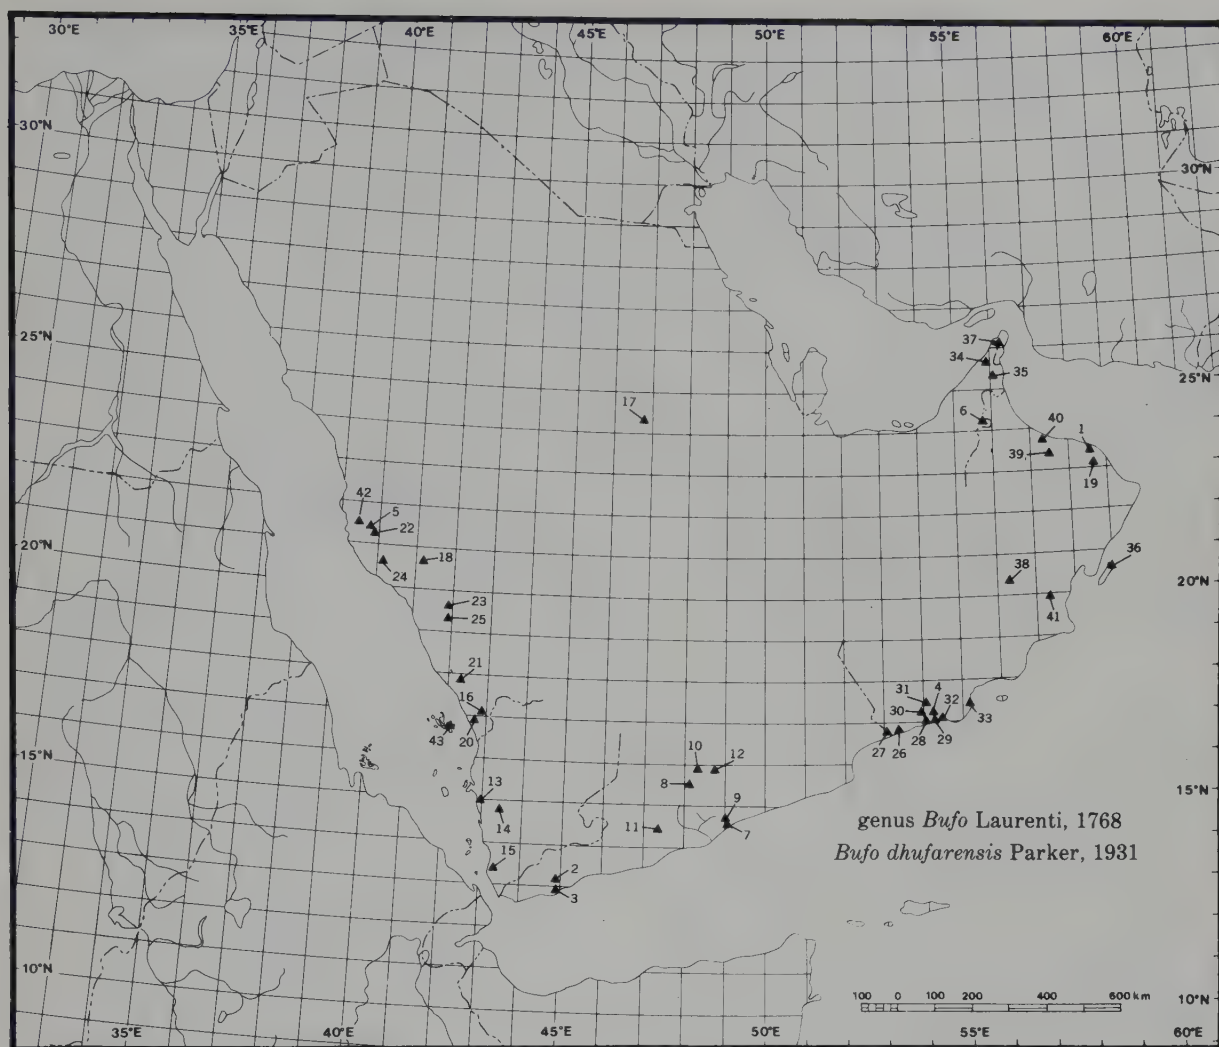 30°E 35°E 40°E 45°E 50°E 55°E 60°E
30°N
30°N
37
34
35
25°N
25°N
17
6
40
1
39
19
42
5
22
20°N
18
36
24
38
20°N
23
25
41
21
16
31
4
32
30
43
20
27
26
28
29
33
15°N
10
12
8
13
15°N
9
14
11
7
genus Bufo Laurenti, 1768
Bufo dhufarensis Parker, 1931
15
2
3
10°N
100 0 100 200 400 600 km
10°N
35°E 40°E 45°E 50°E 55°E 60°E